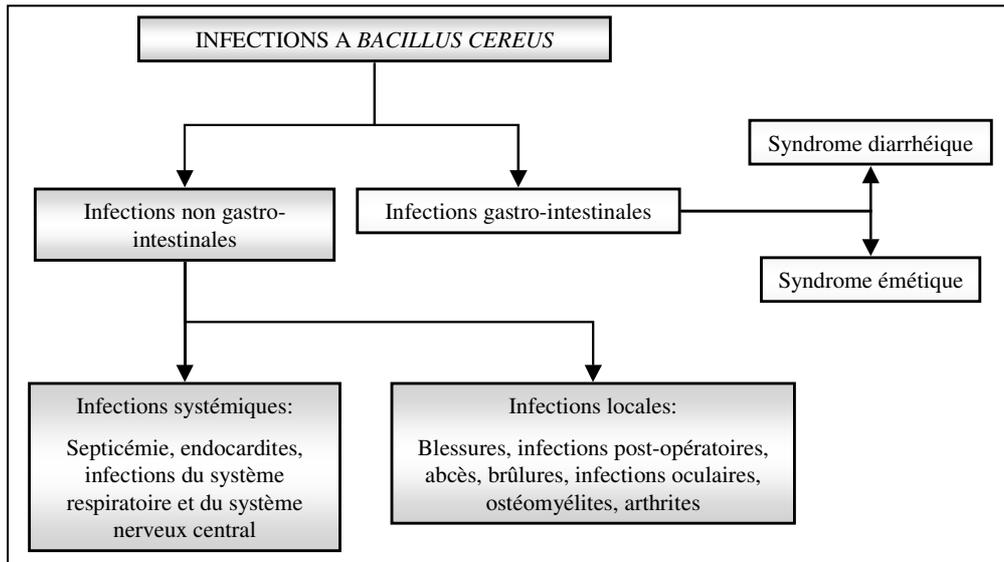 INFECTIONS A BACILLUS CEREUS
Syndrome diarrhéique
Infections non gastro-
intestinales
Infections gastro-intestinales
Syndrome émétique
Infections systémiques:
Septicémie, endocardites,
infections du système
respiratoire et du système
nerveux central
Infections locales:
Blessures, infections post-opératoires,
abcès, brûlures, infections oculaires,
ostéomyélites, arthrites